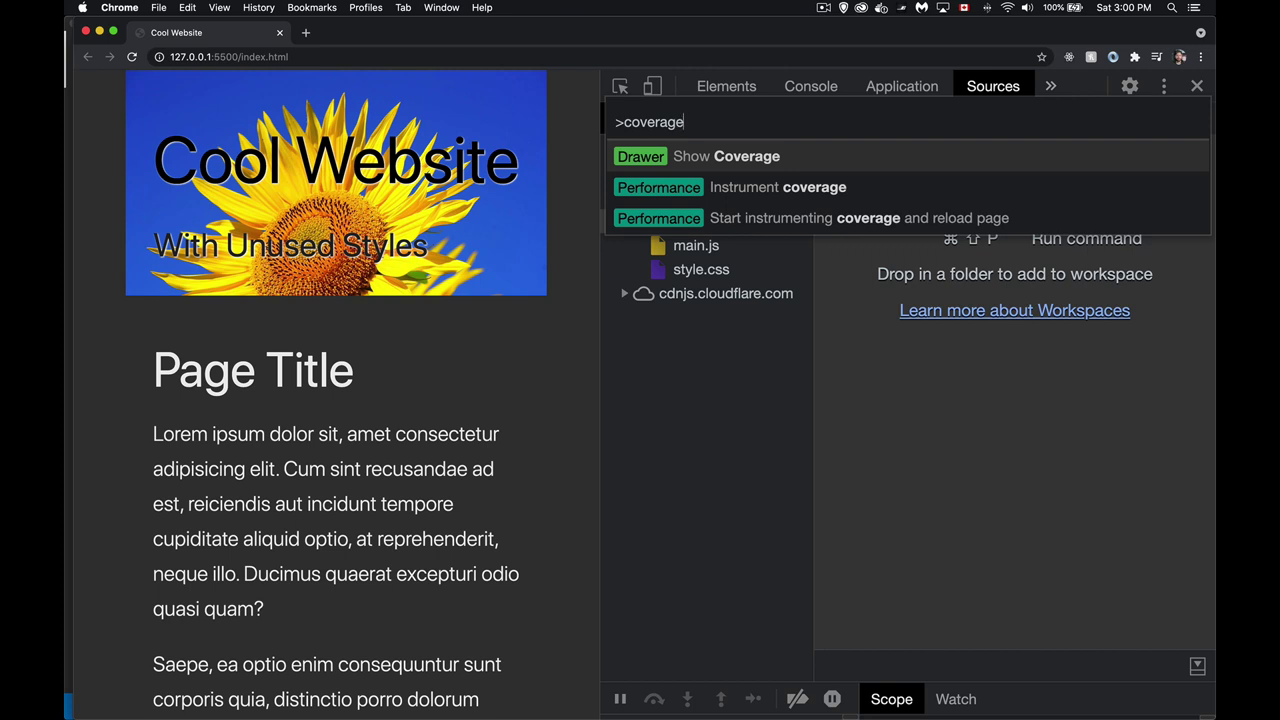 Chrome File Edit View History Bookmarks Profiles Tab Window Help 100% Sat 3:00 PM
Cool Website
127.0.0.1:5500/index.html
Elements Console Application Sources
>coverage
Drawer Show Coverage
Performance Instrument coverage
Performance Start instrumenting coverage and reload page
main.js
style.css
cdnjs.cloudflare.com
⌘ ⇧ P Run command
Drop in a folder to add to workspace
Learn more about Workspaces
Cool Website
With Unused Styles
Page Title
Lorem ipsum dolor sit, amet consectetur
adipisicing elit. Cum sint recusandae ad
est, reiciendis aut incidunt tempore
cupiditate aliquid optio, at reprehenderit,
neque illo. Ducimus quaerat excepturi odio
quasi quam?
Saepe, ea optio enim consequuntur sunt
corporis quia, distinctio porro dolorum
Scope Watch